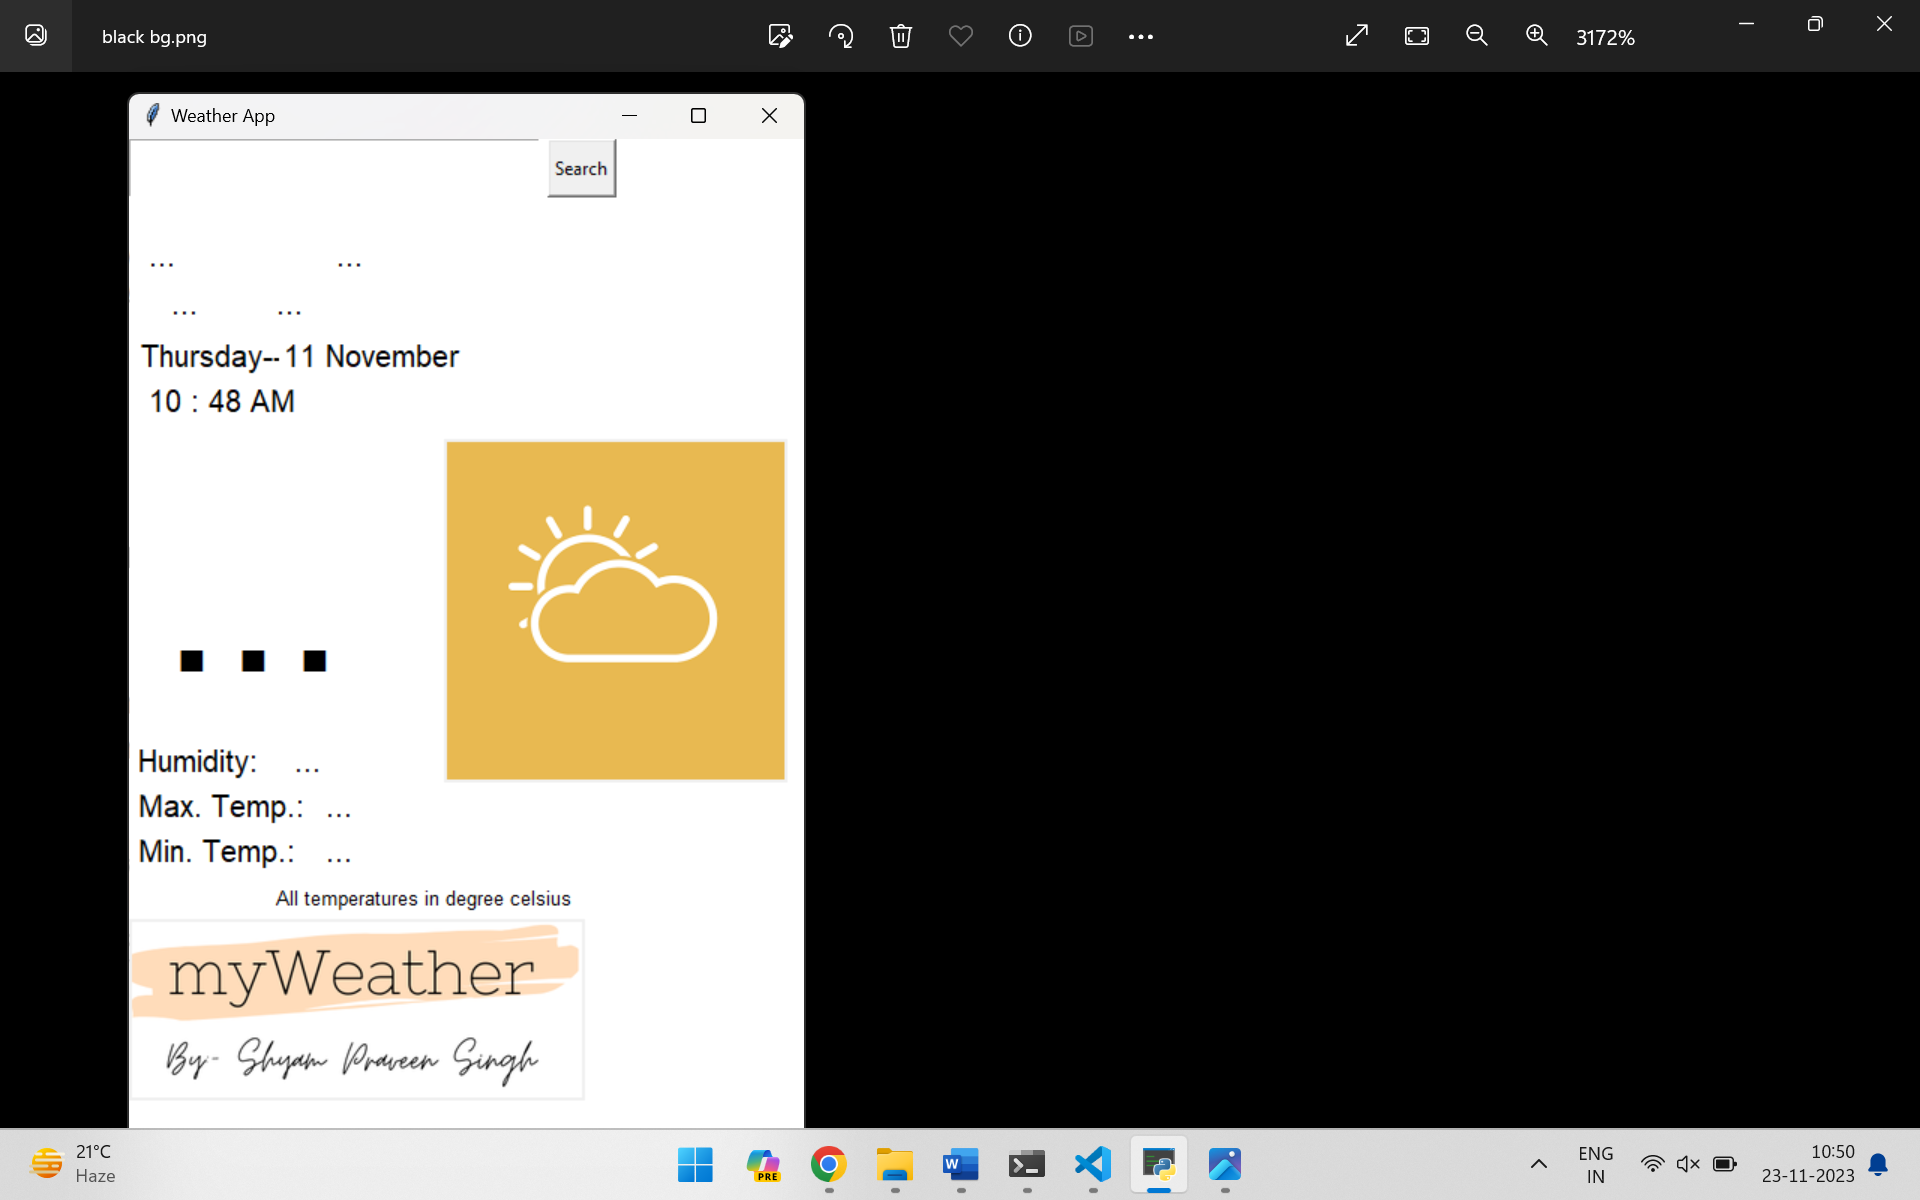 black bg.png
3172%
Weather App
Search
... ...
... ...
Thursday--11 November
10 : 48 AM
...
Humidity: ...
Max. Temp.: ...
Min. Temp.: ...
All temperatures in degree celsius
myWeather
By:- Shyam Praveen Singh
21°C
Haze
PRE
W
ENG
IN
10:50
23-11-2023